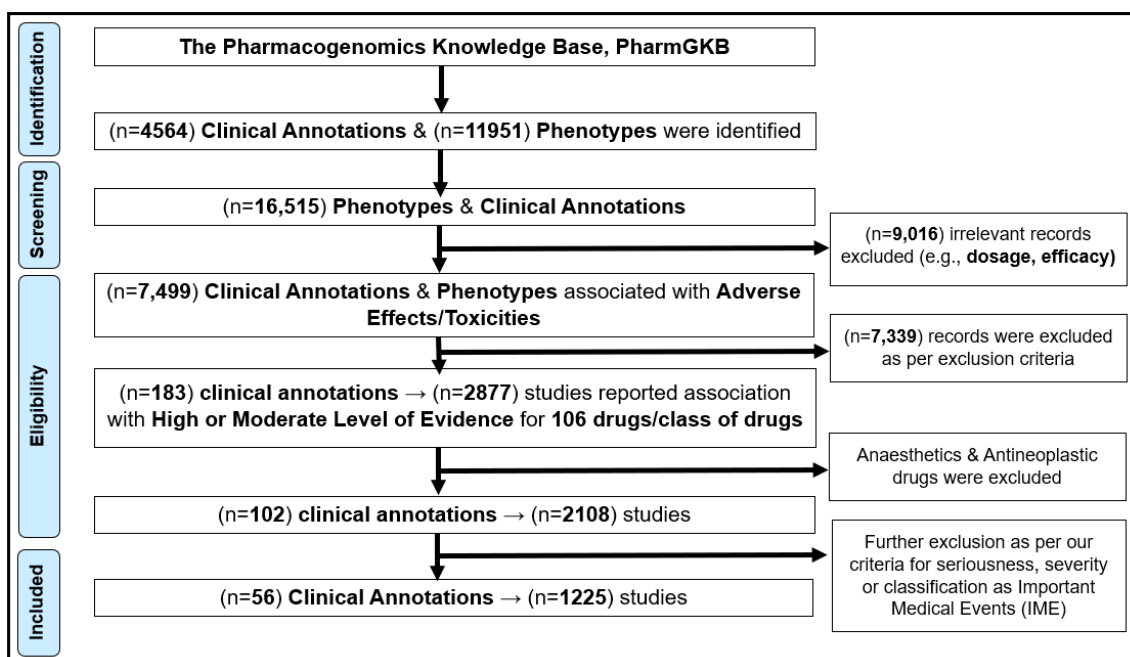 Identification
The Pharmacogenomics Knowledge Base, PharmGKB
(n=4564) Clinical Annotations & (n=11951) Phenotypes were identified
Screening
(n=16,515) Phenotypes & Clinical Annotations
(n=9,016) irrelevant records
excluded (e.g., dosage, efficacy)
Eligibility
(n=7,499) Clinical Annotations & Phenotypes associated with Adverse
Effects/Toxicities
(n=7,339) records were excluded
as per exclusion criteria
(n=183) clinical annotations → (n=2877) studies reported association
with High or Moderate Level of Evidence for 106 drugs/class of drugs
Anaesthetics & Antineoplastic
drugs were excluded
(n=102) clinical annotations → (n=2108) studies
Further exclusion as per our
criteria for seriousness, severity
or classification as Important
Medical Events (IME)
Included
(n=56) Clinical Annotations → (n=1225) studies